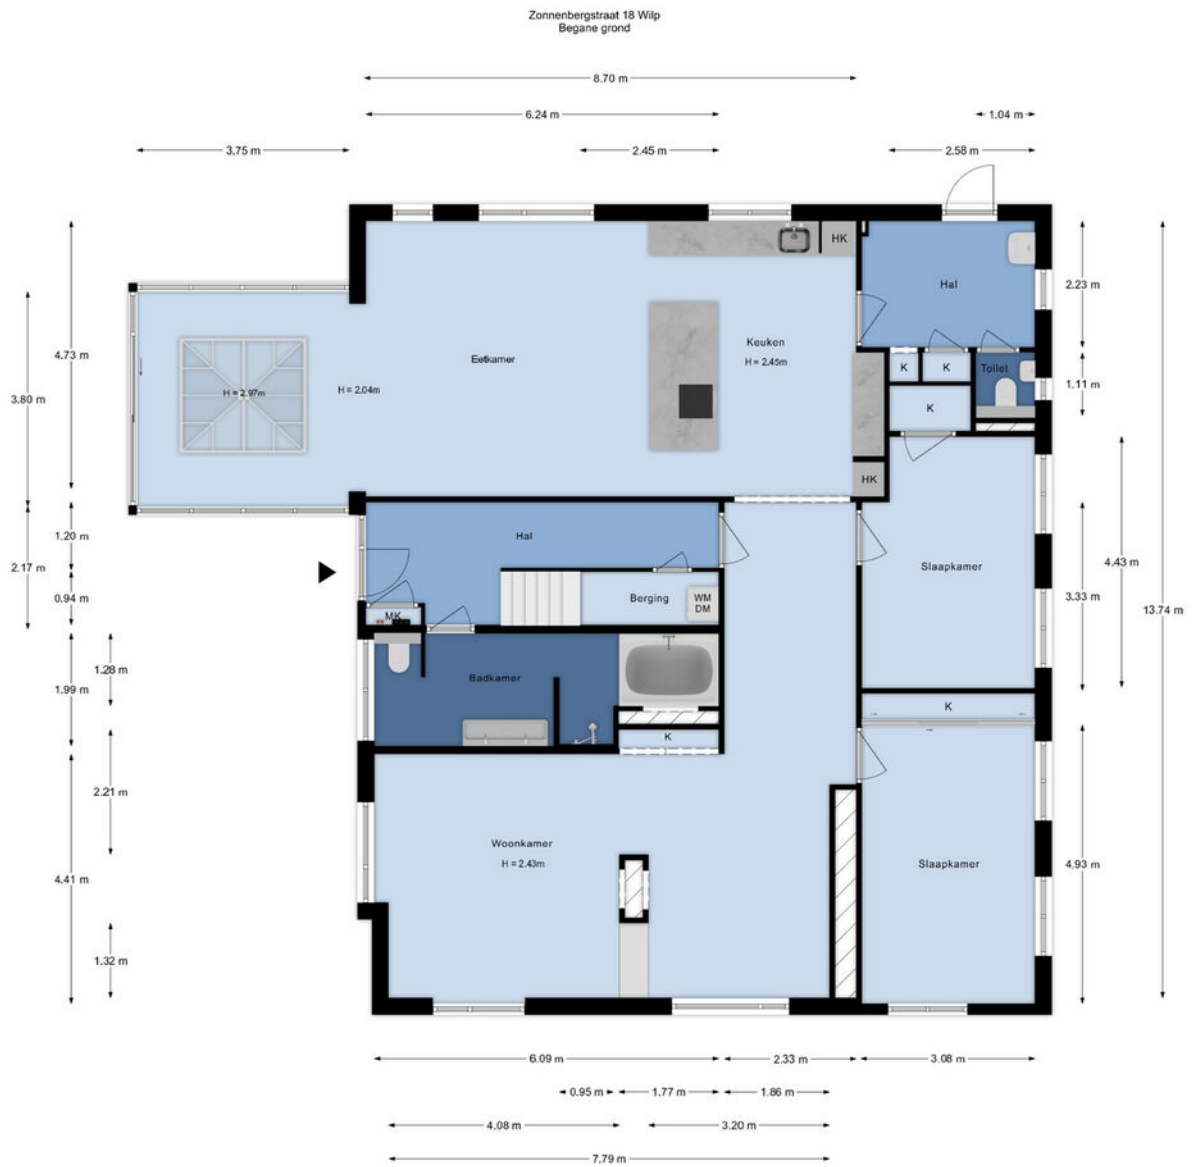 Zonnenbergstraat 18 Wilp
Begane grond
8.70 m
6.24 m
1.04 m
3.75 m
2.45 m
2.58 m
HK
Hal
2.23 m
Keuken
H = 2.45m
Eetkamer
4.73 m
3.80 m
H = 2.97m
H = 2.04m
K
K
Toilet
1.11 m
K
HK
1.20 m
Hal
2.17 m
0.94 m
Slaapkamer
4.43 m
3.33 m
13.74 m
Berging
WM
DM
MK
1.28 m
1.99 m
Badkamer
K
K
2.21 m
Woonkamer
H = 2.43m
4.41 m
Slaapkamer
4.93 m
1.32 m
6.09 m
2.33 m
3.08 m
0.95 m
1.77 m
1.86 m
4.08 m
3.20 m
7.79 m